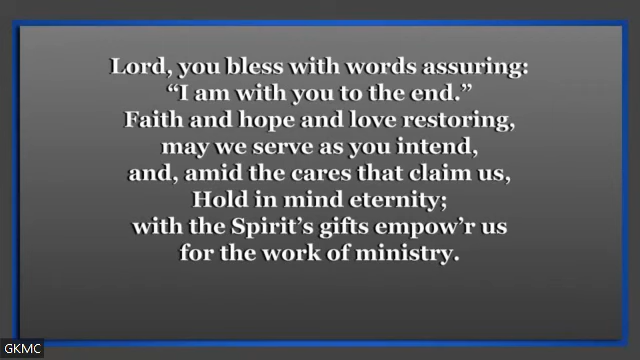 Lord, you bless with words assuring:
“I am with you to the end.”
Faith and hope and love restoring,
may we serve as you intend,
and, amid the cares that claim us,
Hold in mind eternity;
with the Spirit’s gifts empow’r us
for the work of ministry.
GKMC